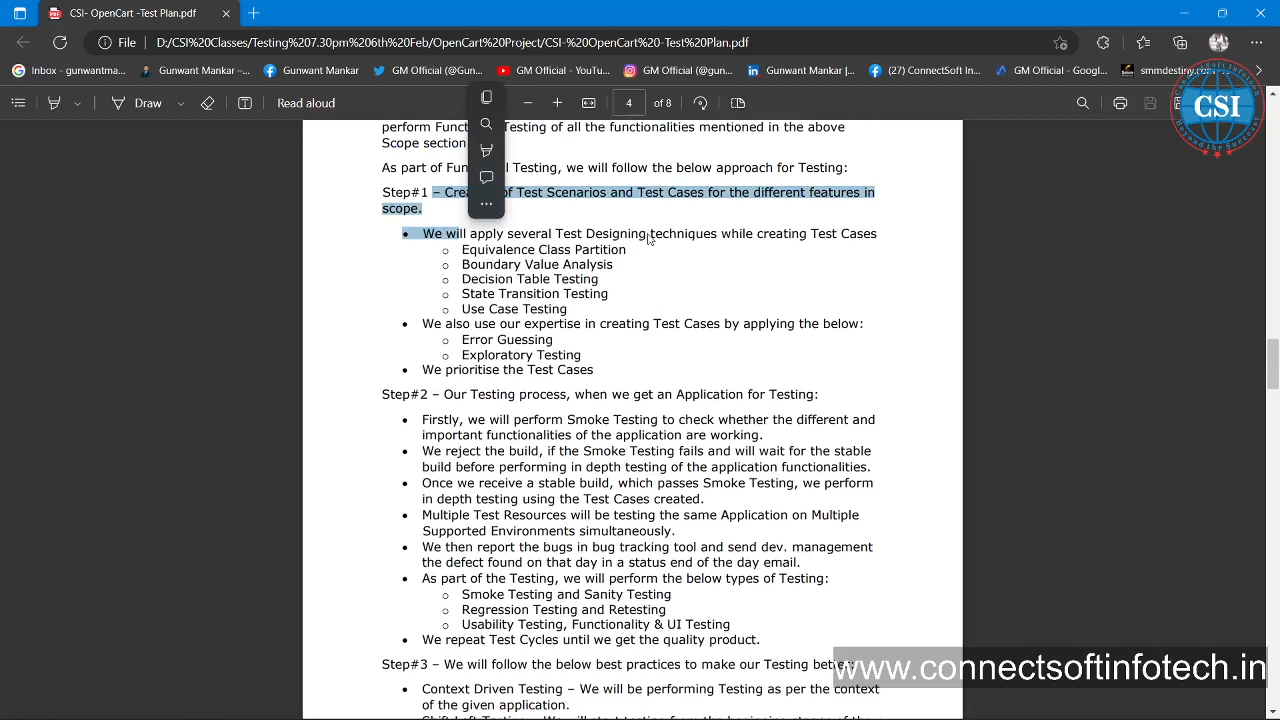 CSI- OpenCart -Test Plan.pdf
File D:/CSI%20Classes/Testing%207.30pm%206th%20Feb/OpenCart%20Project/CSI-%20OpenCart%20-Test%20Plan.pdf
Inbox - gunwantma... Gunwant Mankar –... Gunwant Mankar GM Official (@Gun... GM Official - YouTu... GM Official (@gun... Gunwant Mankar |... (27) ConnectSoft In... GM Official - Googl... smmdestiny.com
Draw Read aloud 4 of 8
CSI
Beyond the Success
perform Func Testing of all the functionalities mentioned in the above
Scope section
As part of Fun l Testing, we will follow the below approach for Testing:
Step#1 – Crea of Test Scenarios and Test Cases for the different features in
scope.
• We will apply several Test Designing techniques while creating Test Cases
o Equivalence Class Partition
o Boundary Value Analysis
o Decision Table Testing
o State Transition Testing
o Use Case Testing
• We also use our expertise in creating Test Cases by applying the below:
o Error Guessing
o Exploratory Testing
• We prioritise the Test Cases
Step#2 – Our Testing process, when we get an Application for Testing:
• Firstly, we will perform Smoke Testing to check whether the different and
important functionalities of the application are working.
• We reject the build, if the Smoke Testing fails and will wait for the stable
build before performing in depth testing of the application functionalities.
• Once we receive a stable build, which passes Smoke Testing, we perform
in depth testing using the Test Cases created.
• Multiple Test Resources will be testing the same Application on Multiple
Supported Environments simultaneously.
• We then report the bugs in bug tracking tool and send dev. management
the defect found on that day in a status end of the day email.
• As part of the Testing, we will perform the below types of Testing:
o Smoke Testing and Sanity Testing
o Regression Testing and Retesting
o Usability Testing, Functionality & UI Testing
• We repeat Test Cycles until we get the quality product.
Step#3 – We will follow the below best practices to make our Testing better:
www.connectsoftinfotech.in
• Context Driven Testing – We will be performing Testing as per the context
of the given application.